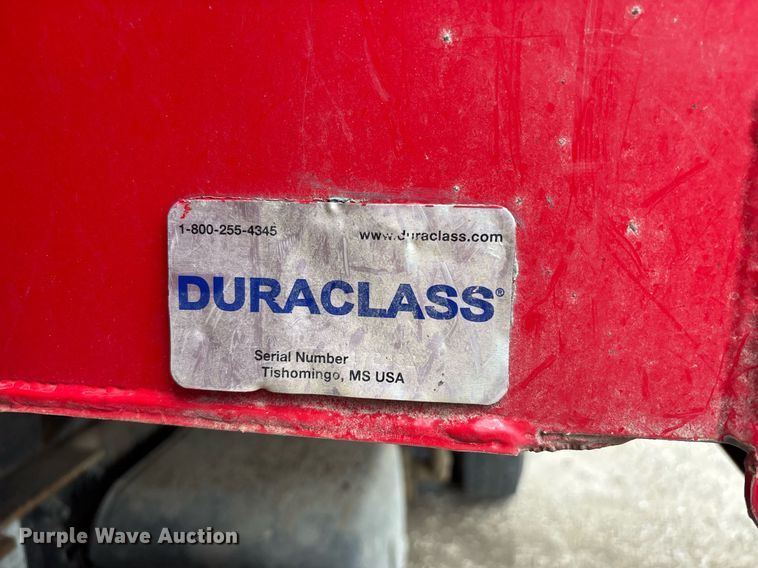 1-800-255-4345 www.duraclass.com
DURACLASS®
Serial Number
Tishomingo, MS USA
Purple Wave Auction